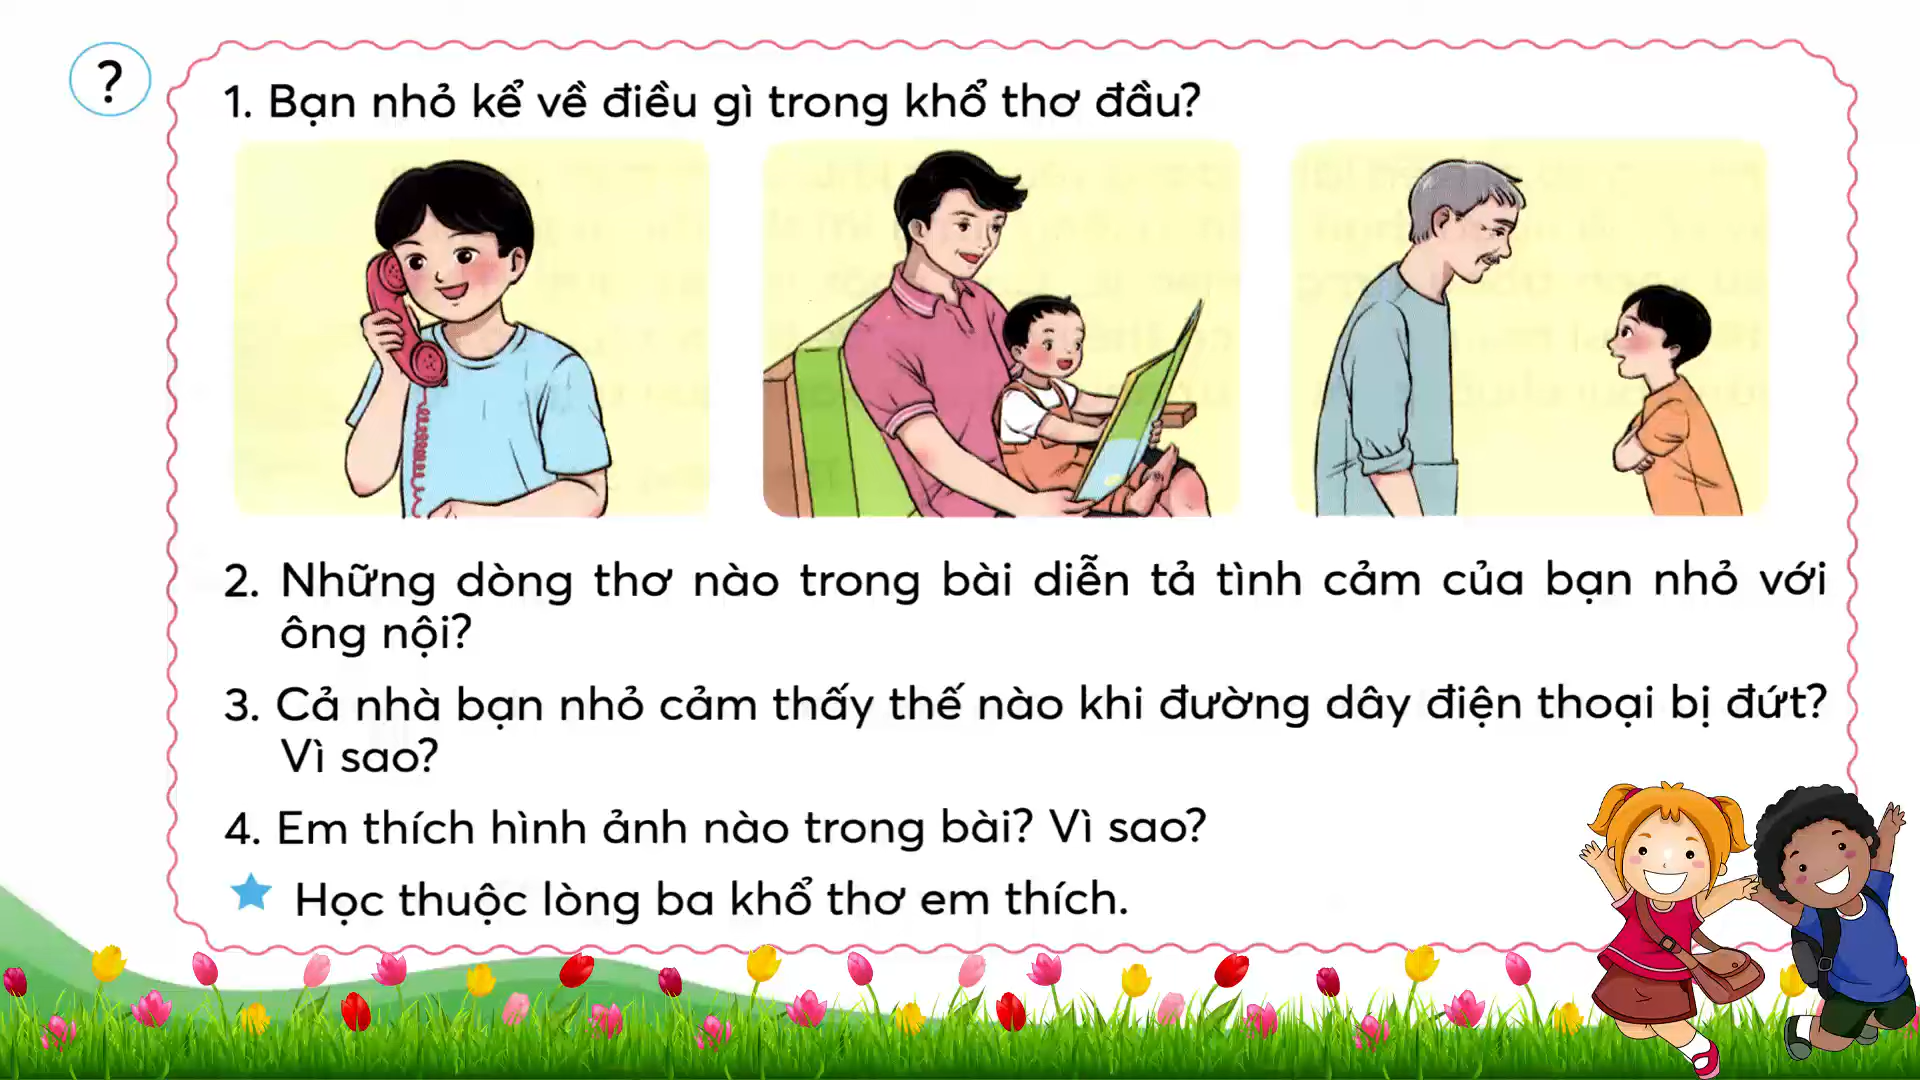 ?
1. Bạn nhỏ kể về điều gì trong khổ thơ đầu?
2. Những dòng thơ nào trong bài diễn tả tình cảm của bạn nhỏ với
ông nội?
3. Cả nhà bạn nhỏ cảm thấy thế nào khi đường dây điện thoại bị đứt?
Vì sao?
4. Em thích hình ảnh nào trong bài? Vì sao?
Học thuộc lòng ba khổ thơ em thích.